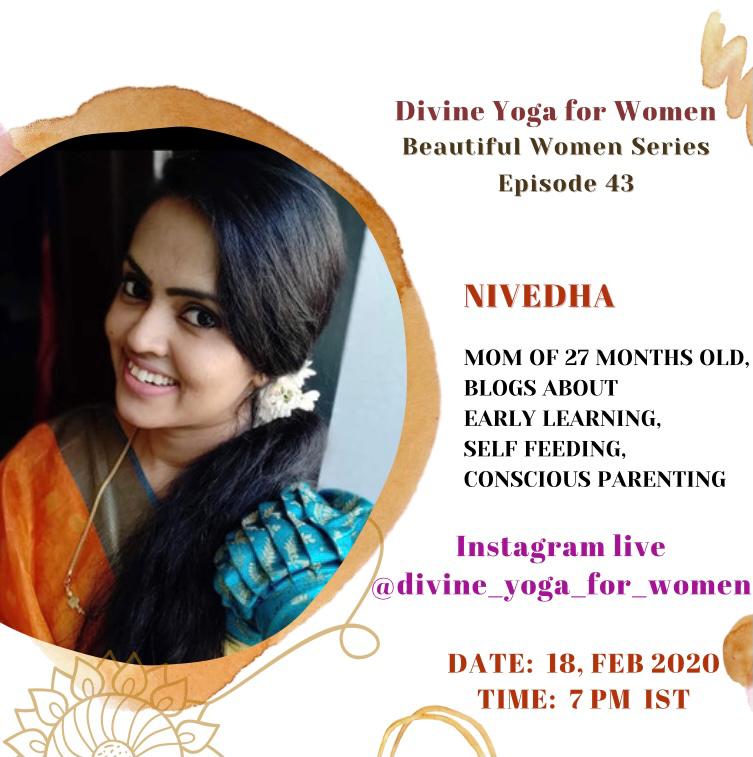 Divine Yoga for Women
Beautiful Women Series
Episode 43
NIVEDHA
MOM OF 27 MONTHS OLD,
BLOGS ABOUT
EARLY LEARNING,
SELF FEEDING,
CONSCIOUS PARENTING
Instagram live
@divine_yoga_for_women
DATE: 18, FEB 2020
TIME: 7 PM IST